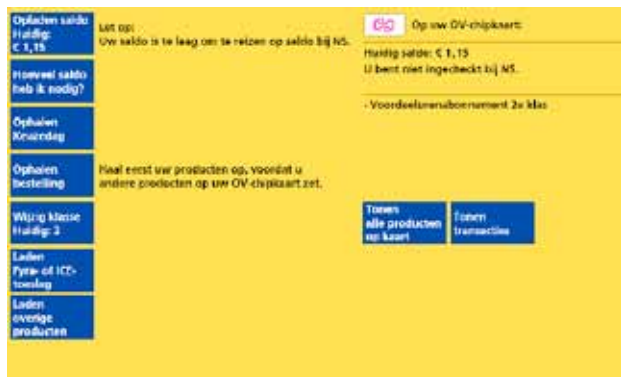 Opladen saldo
Huidig:
€ 1,15
Let op:
Uw saldo is te laag om te reizen op saldo bij NS.
Hoeveel saldo
heb ik nodig?
Ophalen
Keuzedag
Ophalen
bestelling
Haal eerst uw producten op, voordat u
andere producten op uw OV-chipkaart zet.
Wijzig klasse
Huidig: 2
Laden
Fyra- of ICE-
toeslag
Laden
overige
producten
Op uw OV-chipkaart:
Huidig saldo: € 1,15
U bent niet ingecheckt bij NS.
- Voordeelurenabonnement 2e klas
Tonen
alle producten
op kaart
Tonen
transacties